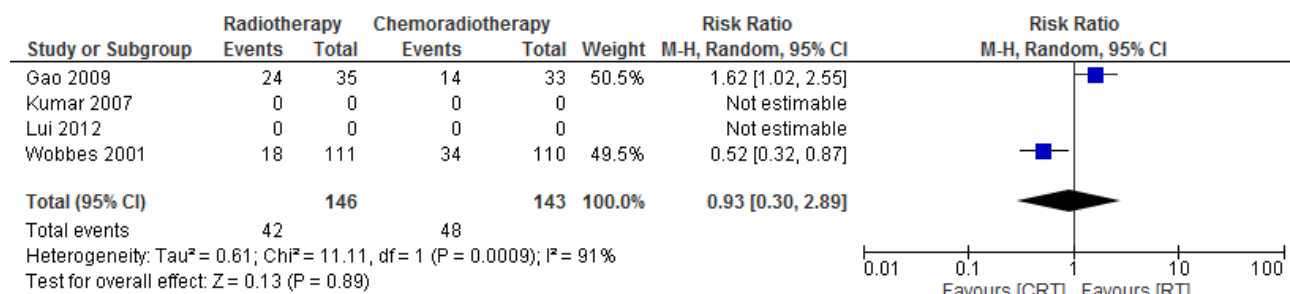 Radiotherapy Chemoradiotherapy Risk Ratio Risk Ratio
Study or Subgroup Events Total Events Total Weight M-H, Random, 95% CI M-H, Random, 95% CI
Gao 2009 24 35 14 33 50.5% 1.62 [1.02, 2.55]
Kumar 2007 0 0 0 0 Not estimable
Lui 2012 0 0 0 0 Not estimable
Wobbes 2001 18 111 34 110 49.5% 0.52 [0.32, 0.87]
Total (95% CI) 146 143 100.0% 0.93 [0.30, 2.89]
Total events 42 48
Heterogeneity: Tau² = 0.61; Chi² = 11.11, df = 1 (P = 0.0009); I² = 91%
Test for overall effect: Z = 0.13 (P = 0.89)
0.01 0.1 1 10 100
Favours [CRT] Favours [RT]